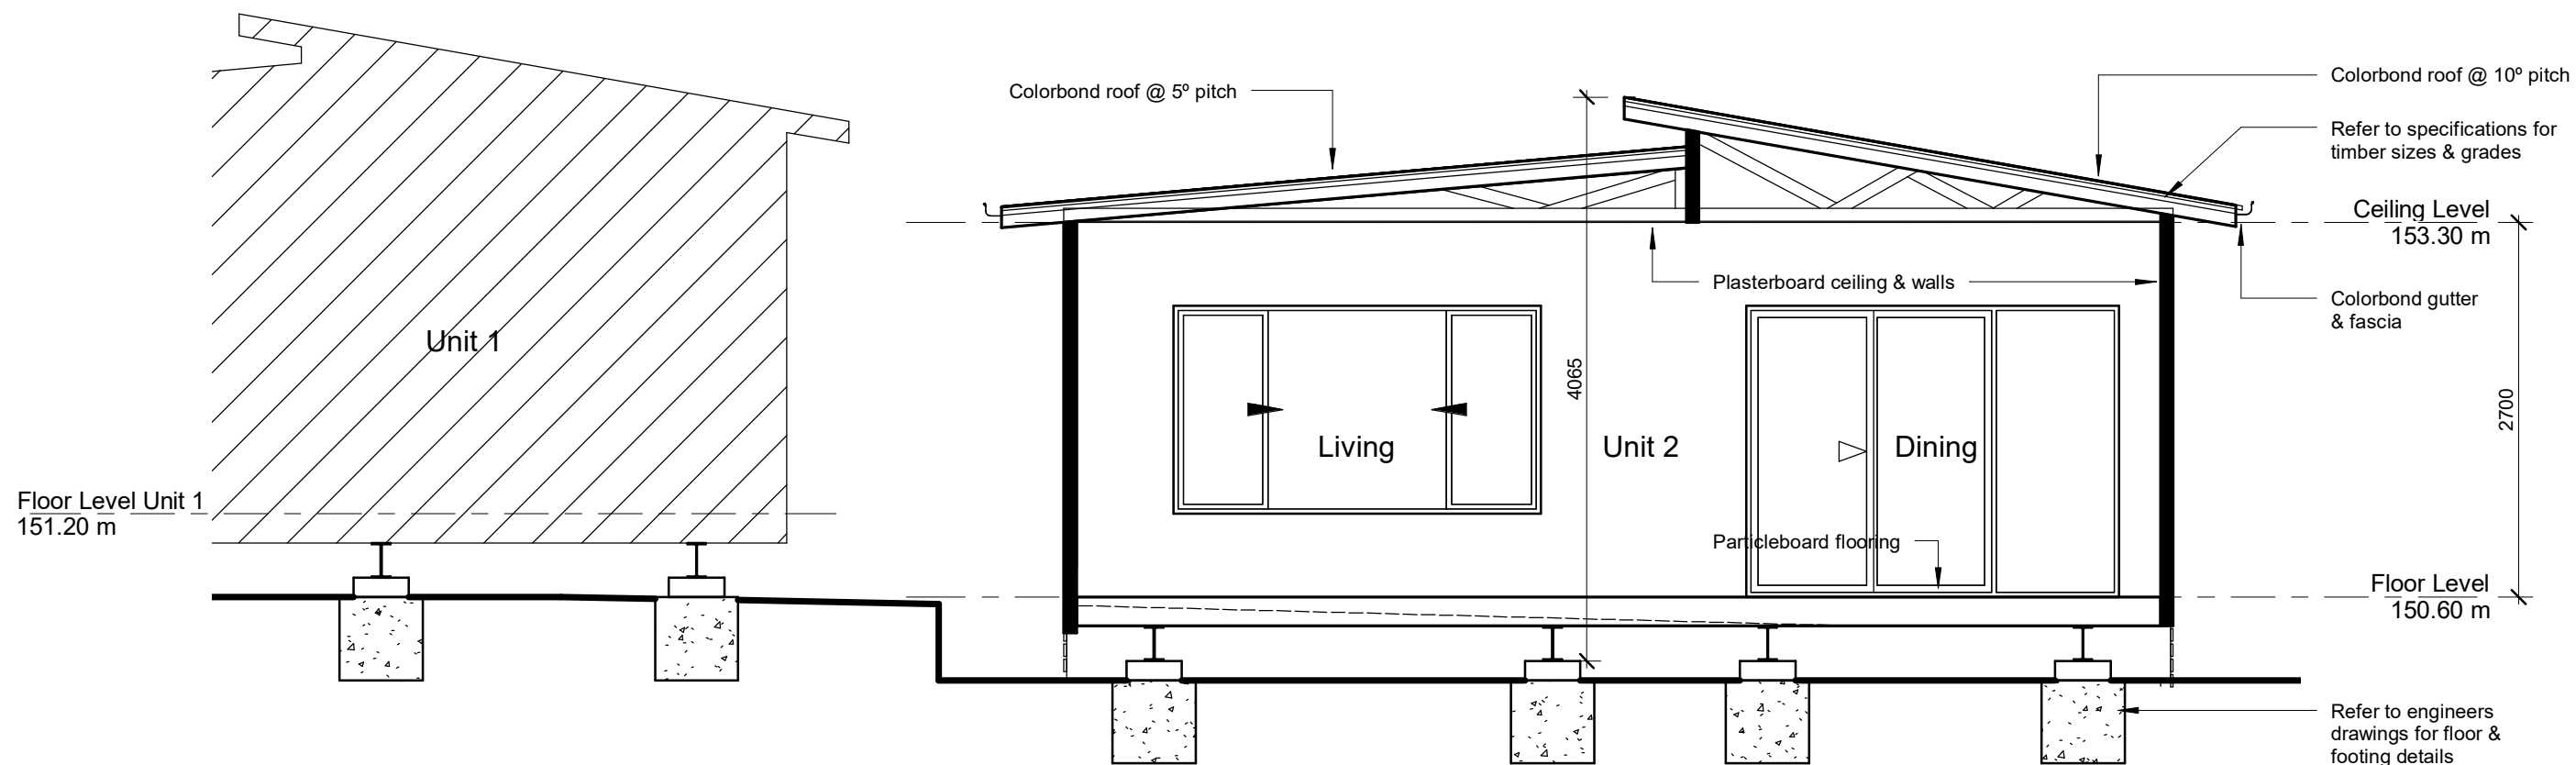 Colorbond roof @ 5º pitch
Colorbond roof @ 10º pitch
Refer to specifications for
timber sizes & grades
Ceiling Level
153.30 m
Plasterboard ceiling & walls
Colorbond gutter
& fascia
Unit 1
4065
2700
Living
Unit 2
Dining
Floor Level Unit 1
151.20 m
Particleboard flooring
Floor Level
150.60 m
Refer to engineers
drawings for floor &
footing details